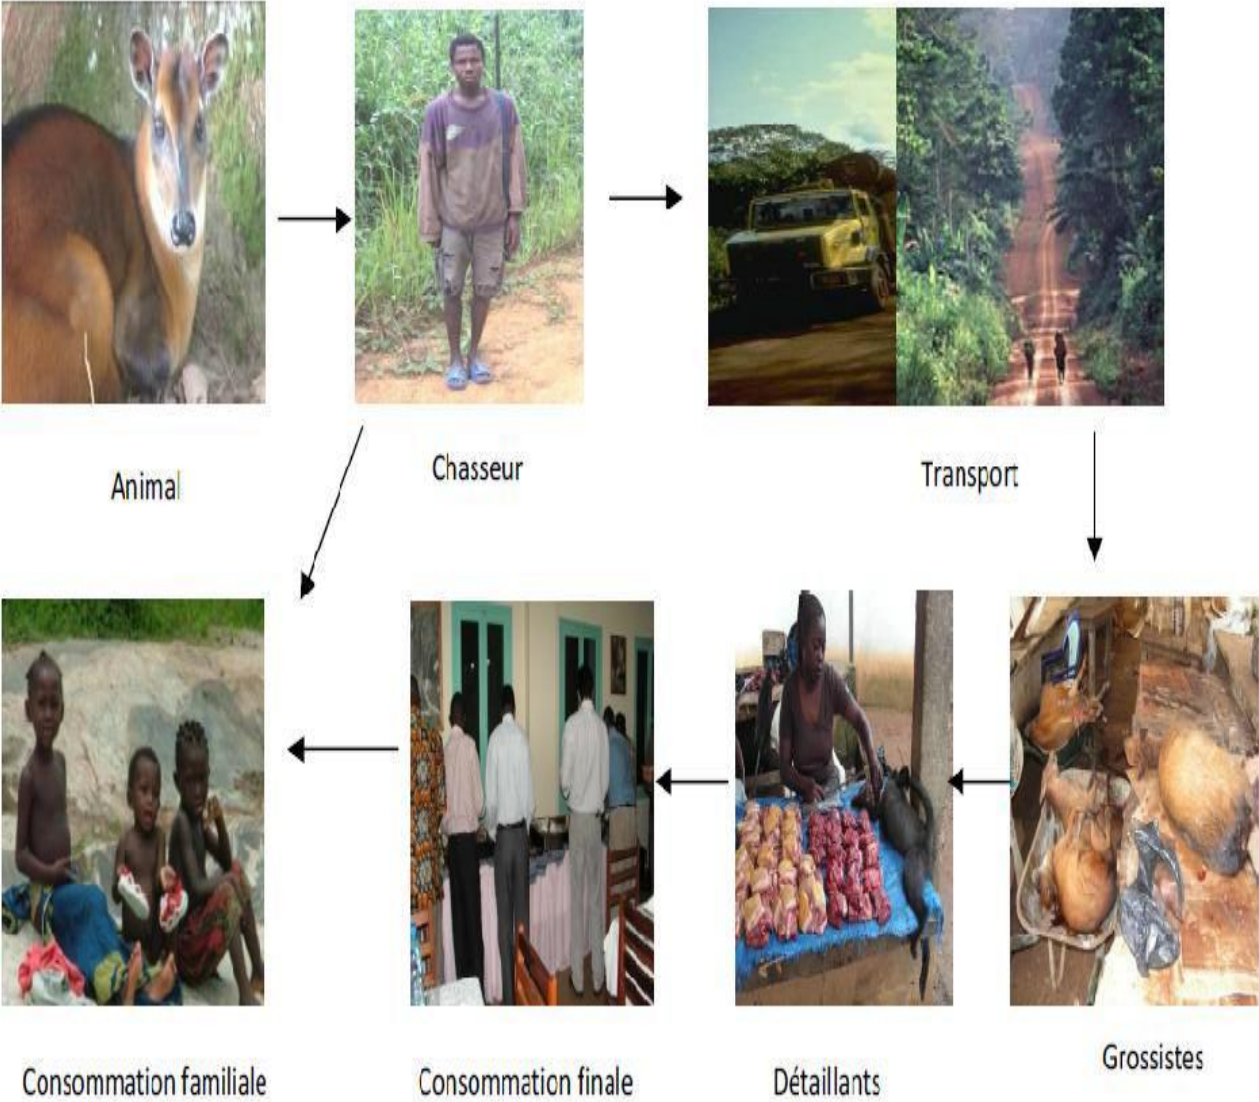 Animal
Chasseur
Transport
Consommation familiale
Consommation finale
Détaillants
Grossistes